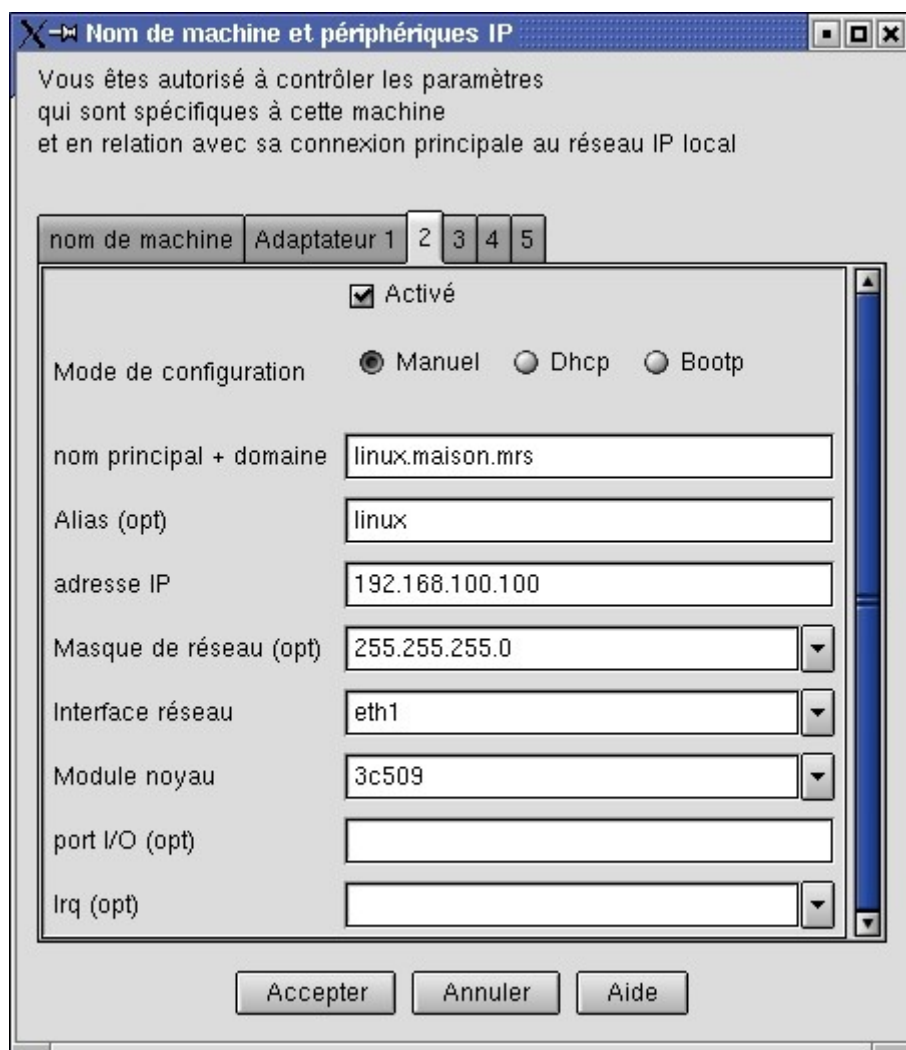 Nom de machine et périphériques IP
Vous êtes autorisé à contrôler les paramètres
qui sont spécifiques à cette machine
et en relation avec sa connexion principale au réseau IP local
nom de machine Adaptateur 1 2 3 4 5
Activé
Mode de configuration Manuel Dhcp Bootp
nom principal + domaine linux.maison.mrs
Alias (opt) linux
adresse IP 192.168.100.100
Masque de réseau (opt) 255.255.255.0
Interface réseau eth1
Module noyau 3c509
port I/O (opt)
Irq (opt)
Accepter Annuler Aide